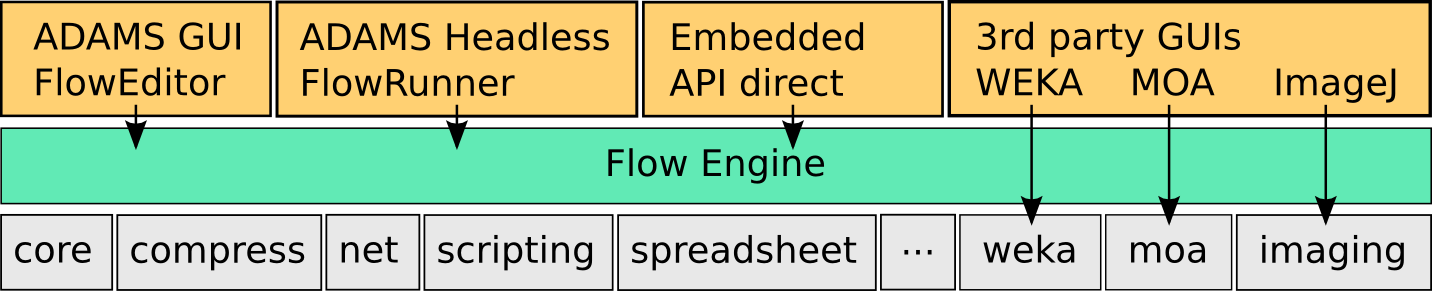 ADAMS GUI
FlowEditor
ADAMS Headless
FlowRunner
Embedded
API direct
3rd party GUIs
WEKA MOA ImageJ
Flow Engine
core compress net scripting spreadsheet ... weka moa imaging